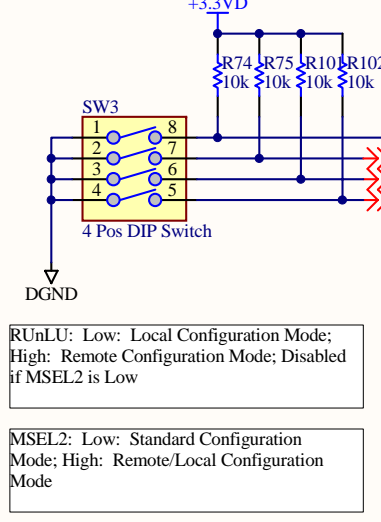 +3.3VD
R74 R75 R101 R102
10k 10k 10k 10k
SW3
1 8
2 7
3 6
4 5
4 Pos DIP Switch
DGND
RUnLU: Low: Local Configuration Mode;
High: Remote Configuration Mode; Disabled
if MSEL2 is Low
MSEL2: Low: Standard Configuration
Mode; High: Remote/Local Configuration
Mode